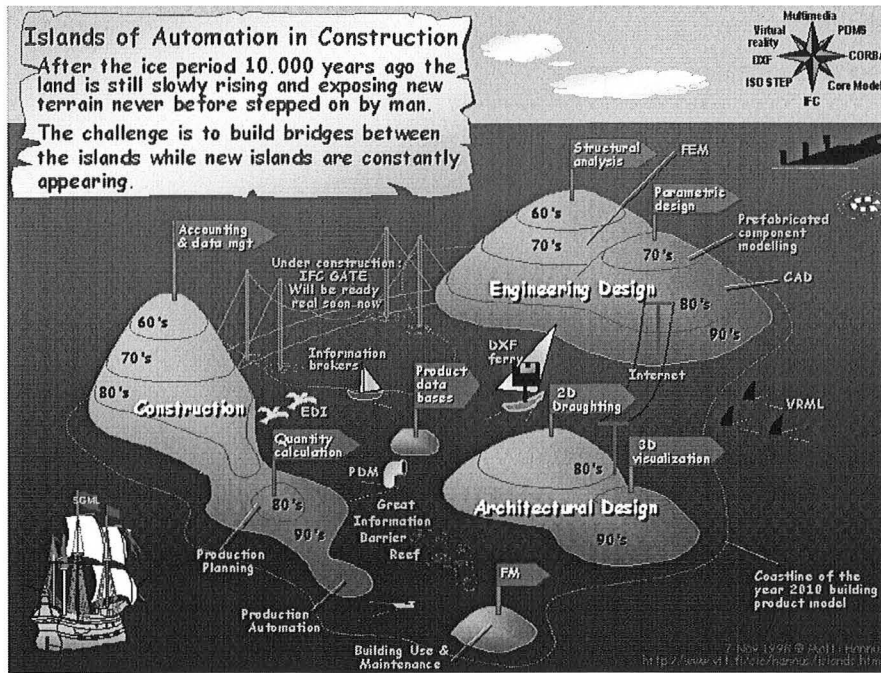 Islands of Automation in Construction
After the ice period 10.000 years ago the
land is still slowly rising and exposing new
terrain never before stepped on by man.
The challenge is to build bridges between
the islands while new islands are constantly
appearing.
Multimedia
Virtual
reality
PDMS
DXF
CORBA
ISO STEP
Core Model
IFC
Structural
analysis
FEM
Parametric
design
Prefabricated
component
modelling
60's
70's
70's
CAD
Engineering Design
80's
90's
Accounting
& data mgt
Under construction:
IFC GATE
Will be ready
real soon now
60's
70's
80's
Construction
Information
brokers
DXF
ferry
Internet
Product
data
bases
EDI
2D
Draughting
VRML
Quantity
calculation
80's
3D
visualization
PDM
80's
90's
Great
Information
Barrier
Reef
Architectural Design
90's
SGML
Production
Planning
FM
Coastline of the
year 2010 building
product model
Production
Automation
Building Use &
Maintenance
7 Nov 1998 © Matti Hannus
http://www.vtt.fi/cic/hannus/islands.htm